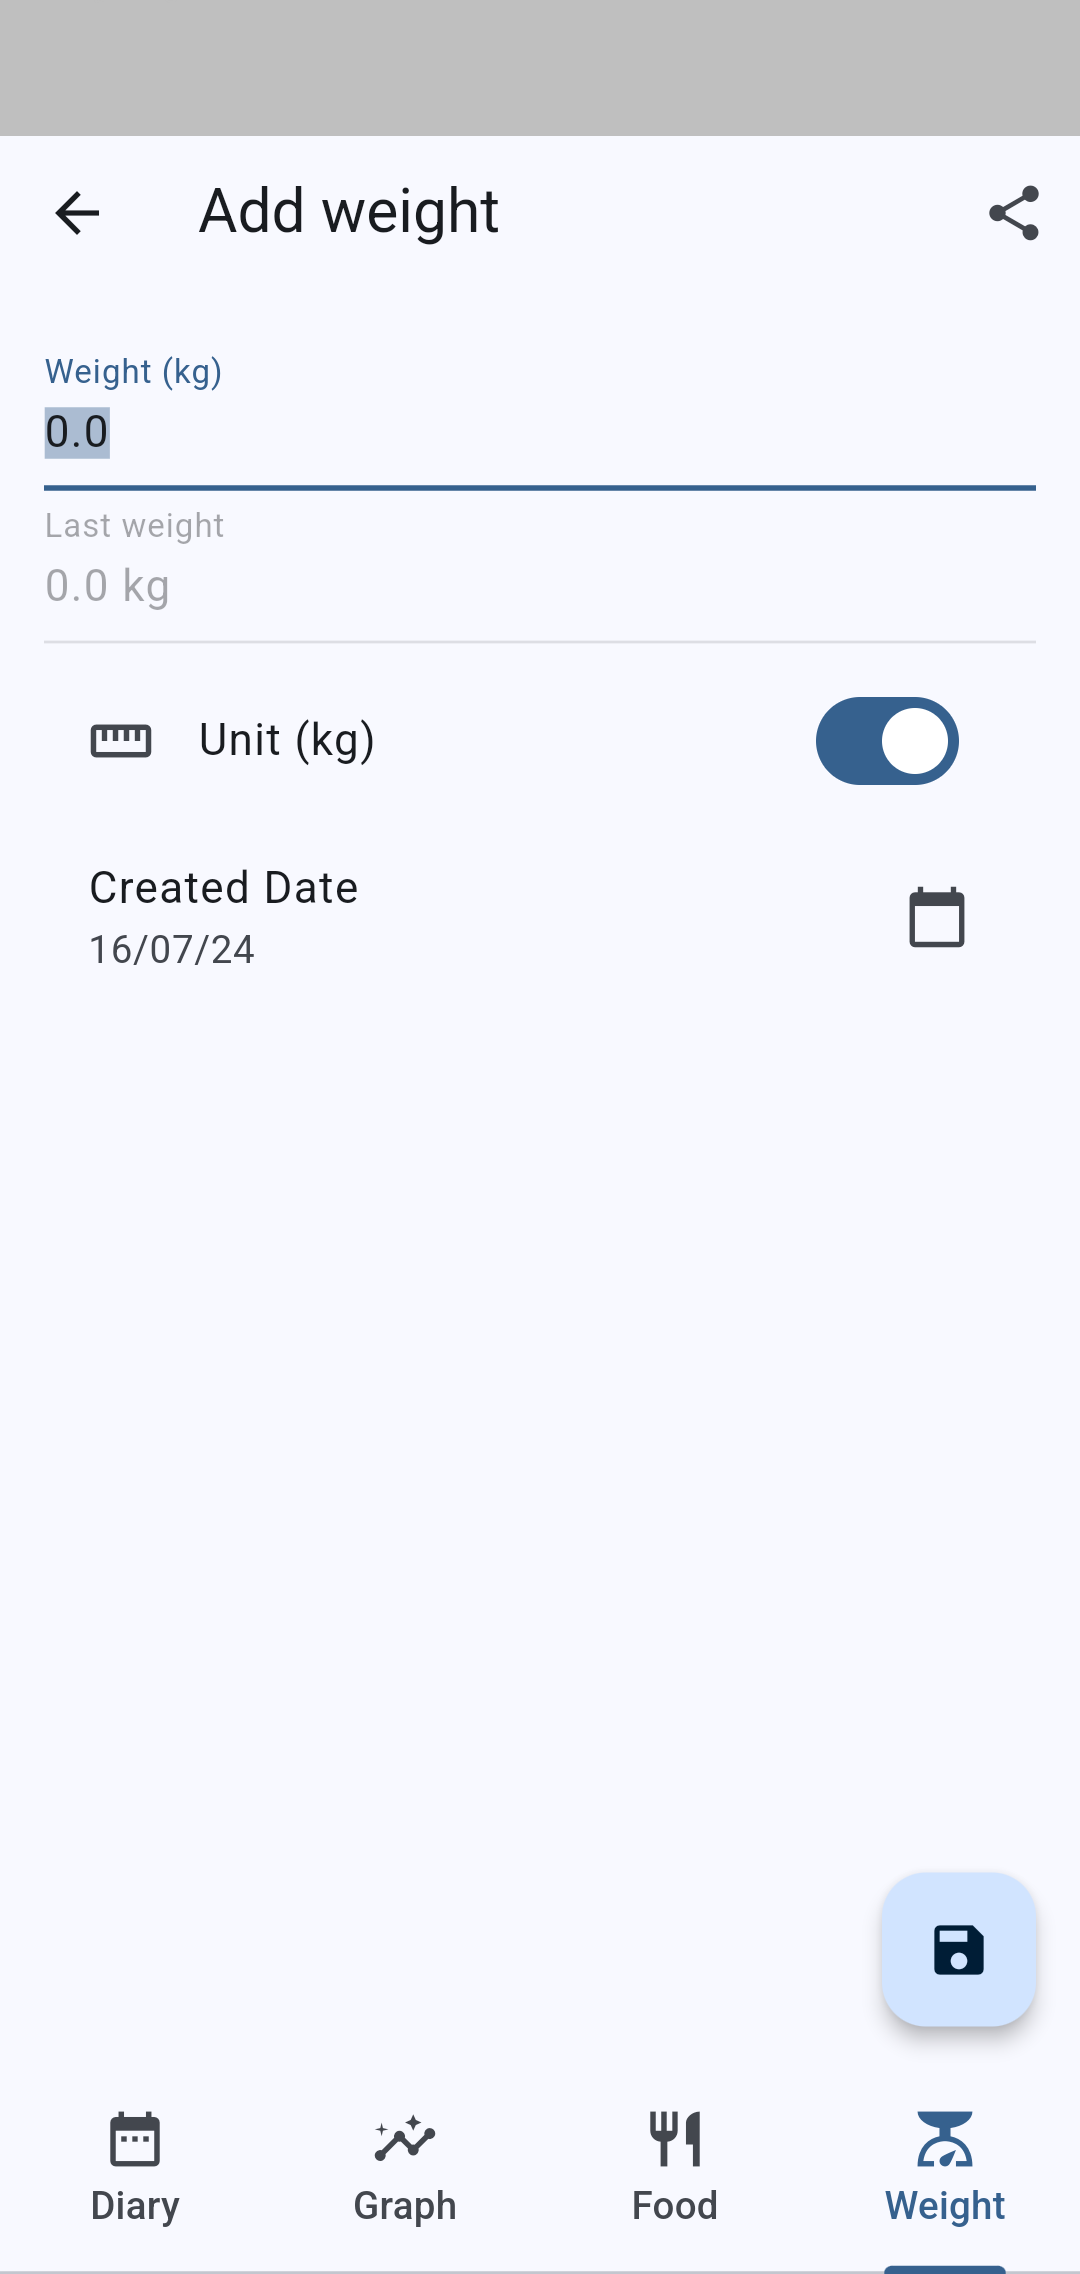 Add weight
Weight (kg)
0.0
Last weight
0.0 kg
Unit (kg)
Created Date
16/07/24
Diary
Graph
Food
Weight